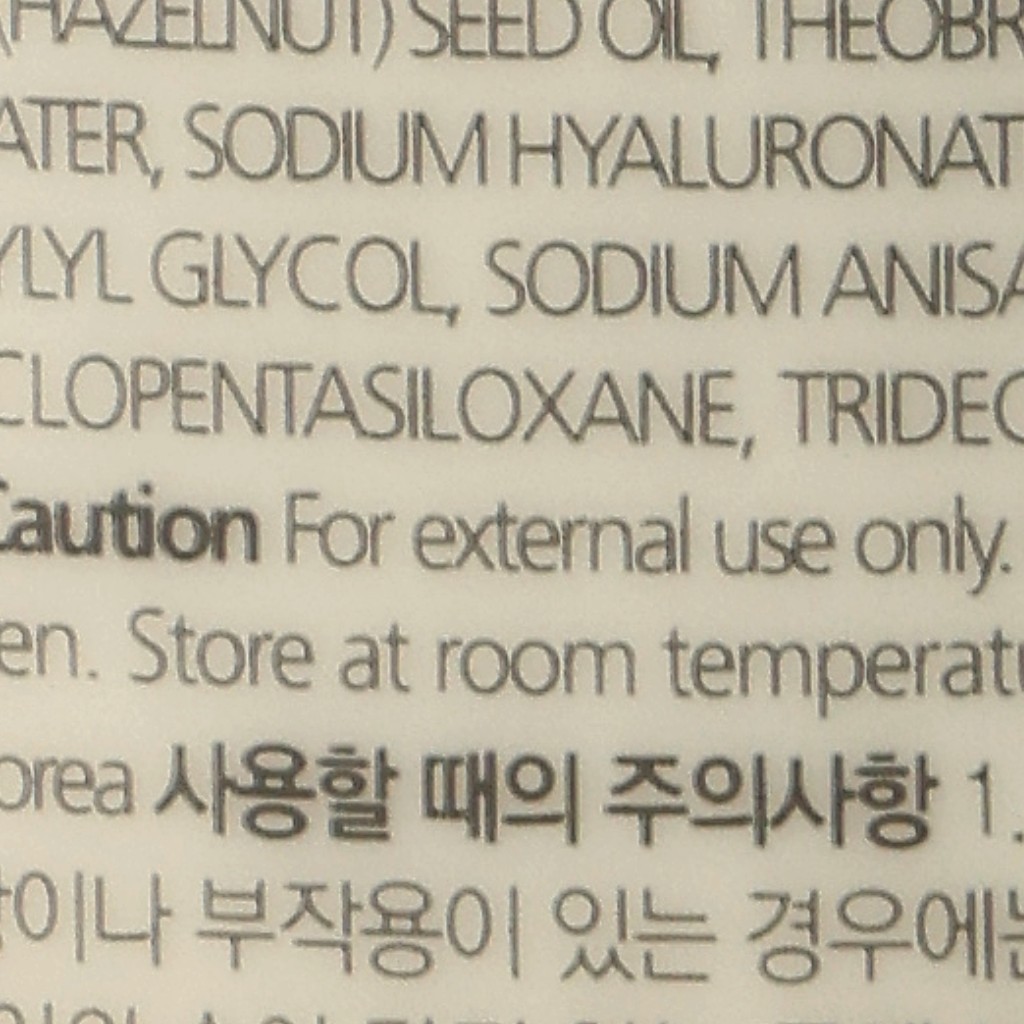 (HAZELNUT) SEED OIL, THEOBR
ATER, SODIUM HYALURONAT
YLYL GLYCOL, SODIUM ANISA
CLOPENTASILOXANE, TRIDEC
Caution For external use only.
en. Store at room temperatu
orea 사용할 때의 주의사항 1.
이나 부작용이 있는 경우에는